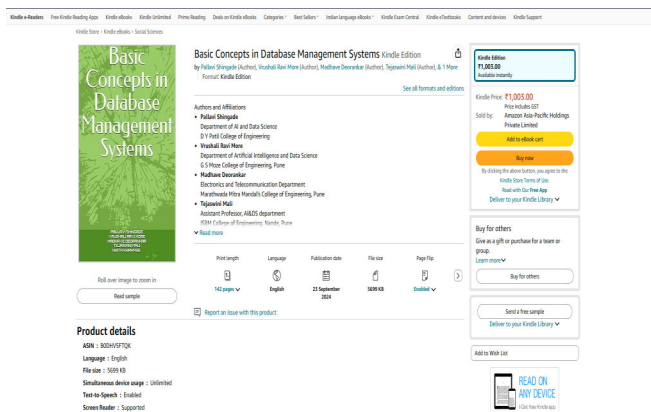 Kindle e-Readers Free Kindle Reading Apps Kindle eBooks Kindle Unlimited Prime Reading Deals on Kindle eBooks Categories Best Sellers Indian language eBooks Kindle Exam Central Kindle eTextbooks Content and devices Kindle Support
Kindle Store › Kindle eBooks › Social Sciences
Basic
Concepts in
Database
Management
Systems
Roll over image to zoom in
Read sample
Basic Concepts in Database Management Systems Kindle Edition
by Pallavi Shingade (Author), Vrushali Ravi More (Author), Madhave Deorankar (Author), Tejaswini Mali (Author), & 1 More
Format: Kindle Edition
See all formats and editions
Authors and Affiliations
• Pallavi Shingade
Department of AI and Data Science
D Y Patil College of Engineering
• Vrushali Ravi More
Department of Artificial Intelligence and Data Science
G S Moze College of Engineering, Pune
• Madhave Deorankar
Electronics and Telecommunication Department
Marathwada Mitra Mandal's College of Engineering, Pune
• Tejaswini Mali
Assistant Professor, AI&DS department
ISBM College of Engineering, Nande, Pune
Read more
Print length Language Publication date File size Page Flip
142 pages English 23 September 2024 5699 KB Enabled
Report an issue with this product
Kindle Edition
₹1,003.00
Available instantly
Kindle Price: ₹1,003.00
Price includes GST
Sold by: Amazon Asia-Pacific Holdings
Private Limited
Add to eBook cart
Buy now
By clicking the above button, you agree to the
Kindle Store Terms of Use.
Read with Our Free App
Deliver to your Kindle Library
Buy for others
Give as a gift or purchase for a team or
group.
Learn more
Buy for others
Send a free sample
Deliver to your Kindle Library
Add to Wish List
READ ON
ANY DEVICE
Get free Kindle app
Product details
ASIN : B0DHVSFTQK
Language : English
File size : 5699 KB
Simultaneous device usage : Unlimited
Text-to-Speech : Enabled
Screen Reader : Supported